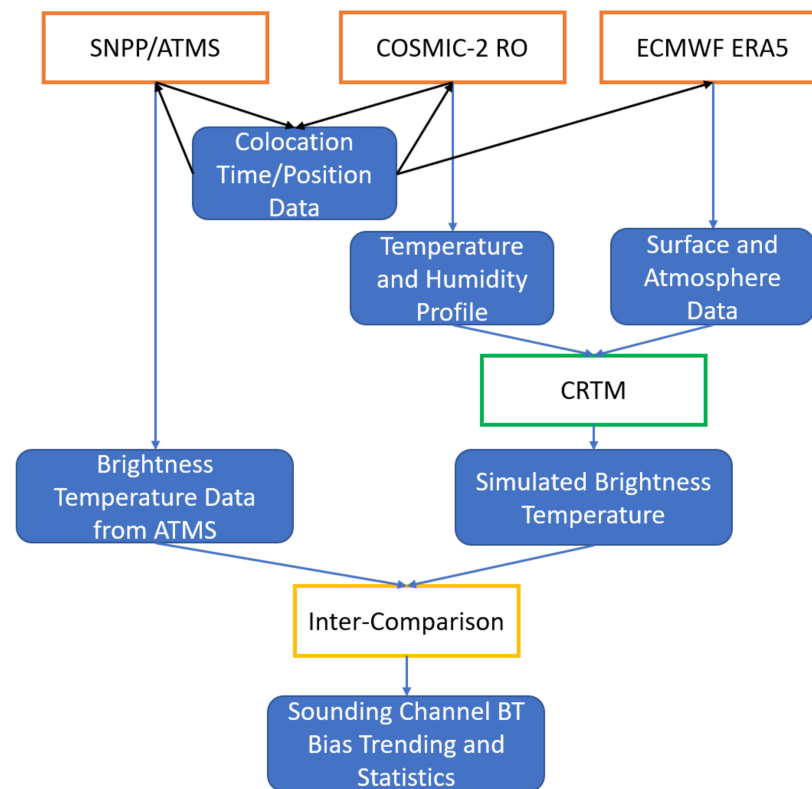 SNPP/ATMS
COSMIC-2 RO
ECMWF ERA5
Colocation
Time/Position
Data
Temperature
and Humidity
Profile
Surface and
Atmosphere
Data
CRTM
Brightness
Temperature Data
from ATMS
Simulated Brightness
Temperature
Inter-Comparison
Sounding Channel BT
Bias Trending and
Statistics